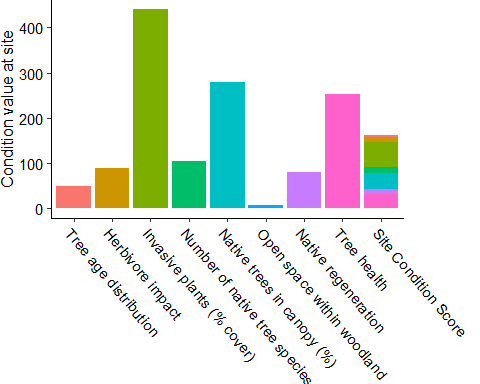 Condition value at site
400
300
200
100
0
Tree age distribution
Herbivore impact
Invasive plants (% cover)
Number of native tree species
Native trees in canopy (%)
Open space within woodland
Native regeneration
Tree health
Site Condition Score